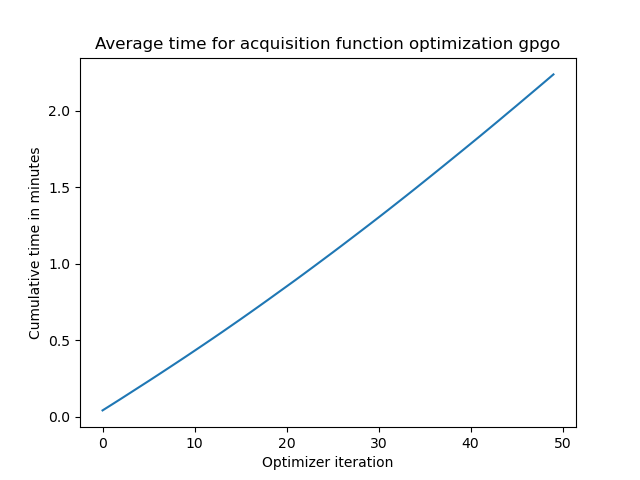 Average time for acquisition function optimization gpgo
Cumulative time in minutes
2.0
1.5
1.0
0.5
0.0
0 10 20 30 40 50
Optimizer iteration